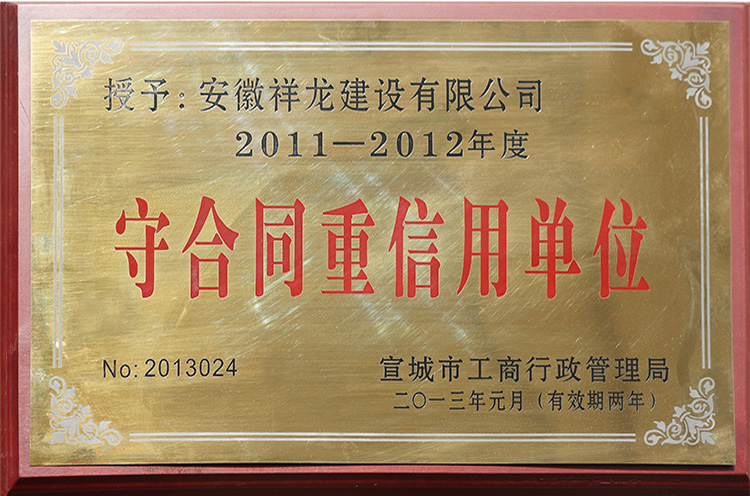 授予：安徽祥龙建设有限公司
2011—2012年度
守合同重信用单位
No: 2013024
宣城市工商行政管理局
二〇一三年元月（有效期两年）